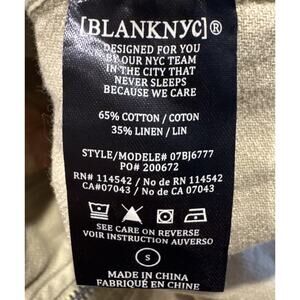 [BLANKNYC]®
DESIGNED FOR YOU
BY OUR NYC TEAM
IN THE CITY THAT
NEVER SLEEPS
BECAUSE WE CARE
65% COTTON / COTON
35% LINEN / LIN
STYLE/MODELE# 07BJ6777
PO# 200672
RN# 114542 / No de RN 114542
CA#07043 / No de CA 07043
SEE CARE ON REVERSE
VOIR INSTRUCTION AUVERSO
S
MADE IN CHINA
FABRIQUÉ EN CHINE